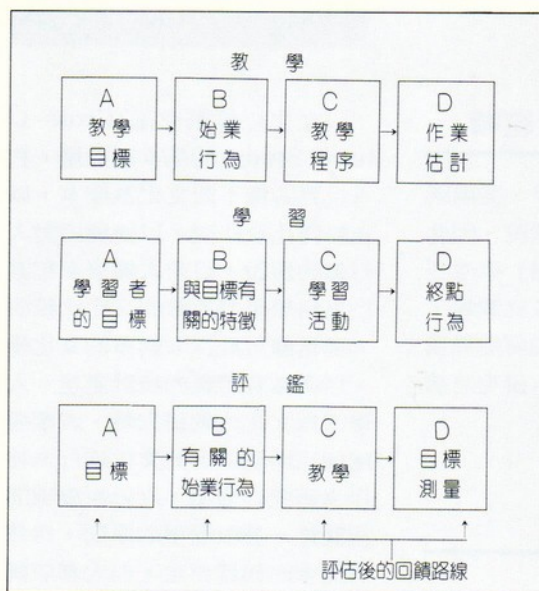 教學
A
教學
目標
B
始業
行為
C
教學
程序
D
作業
估計
學習
A
學習者
的目標
B
與目標有
關的特徵
C
學習
活動
D
終點
行為
評鑑
A
目標
B
有關的
始業行為
C
教學
D
目標
測量
評估後的回饋路線